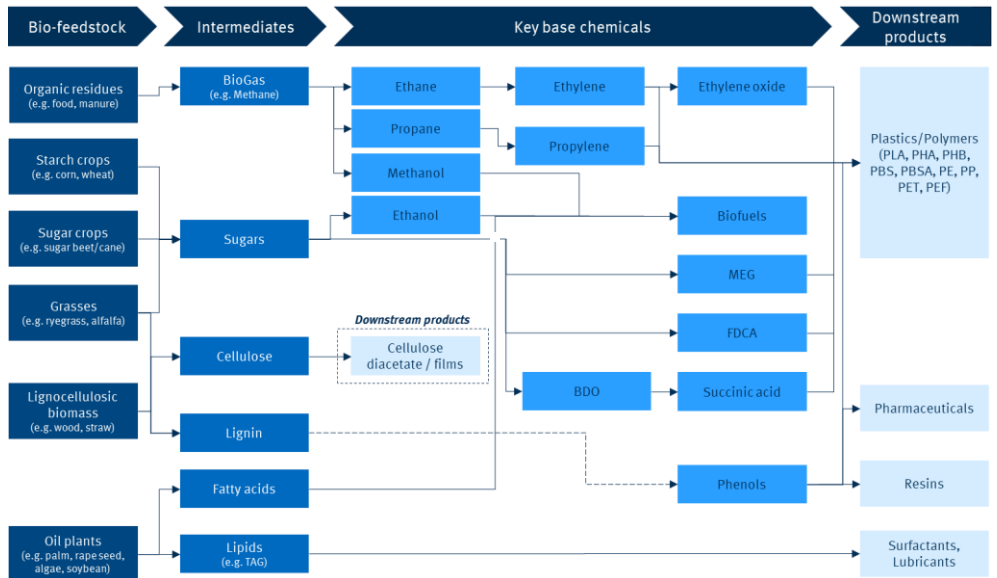 Bio-feedstock
Intermediates
Key base chemicals
Downstream
products
Organic residues
(e.g. food, manure)
Starch crops
(e.g. corn, wheat)
Sugar crops
(e.g. sugar beet/cane)
Grasses
(e.g. ryegrass, alfalfa)
Lignocellulosic
biomass
(e.g. wood, straw)
Oil plants
(e.g. palm, rape seed,
algae, soybean)
BioGas
(e.g. Methane)
Sugars
Cellulose
Lignin
Fatty acids
Lipids
(e.g. TAG)
Ethane
Propane
Methanol
Ethanol
Downstream products
Cellulose
diacetate / films
Ethylene
Propylene
BDO
Ethylene oxide
Biofuels
MEG
FDCA
Succinic acid
Phenols
Plastics/Polymers
(PLA, PHA, PHB,
PBS, PBSA, PE, PP,
PET, PEF)
Pharmaceuticals
Resins
Surfactants,
Lubricants